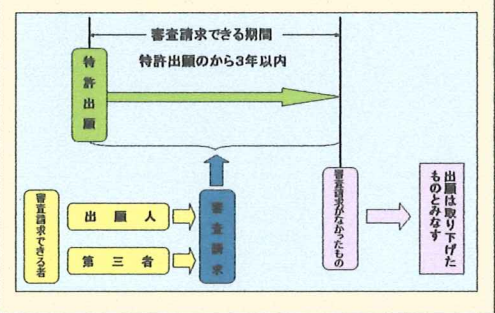 審査請求できる期間
特許出願のから3年以内
特許出願
審査請求できる者
出願人
第三者
審査請求
審査請求がなかったもの
出願は取り下げた
ものとみなす